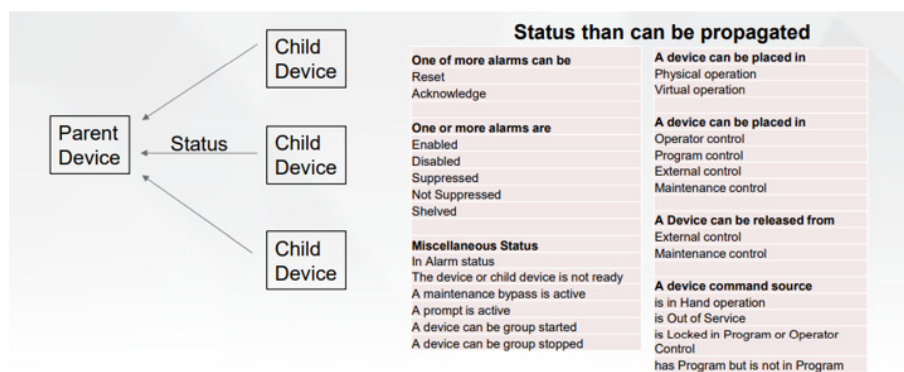 Status than can be propagated
Child
Device
Parent
Device
Status
Child
Device
Child
Device
One of more alarms can be
Reset
Acknowledge
One or more alarms are
Enabled
Disabled
Suppressed
Not Suppressed
Shelved
Miscellaneous Status
In Alarm status
The device or child device is not ready
A maintenance bypass is active
A prompt is active
A device can be group started
A device can be group stopped
A device can be placed in
Physical operation
Virtual operation
A device can be placed in
Operator control
Program control
External control
Maintenance control
A Device can be released from
External control
Maintenance control
A device command source
is in Hand operation
is Out of Service
is Locked in Program or Operator
Control
has Program but is not in Program